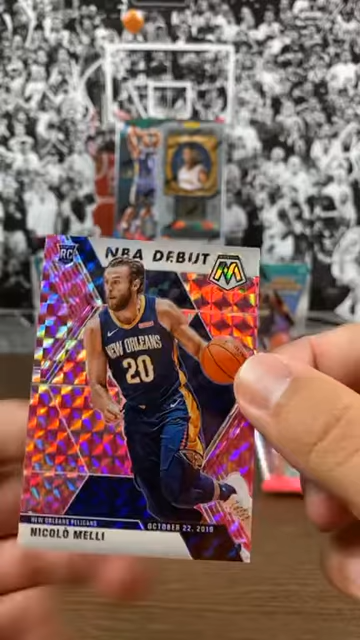 RC
NBA DEBUT
M
NEW ORLEANS
20
NEW ORLEANS PELICANS
OCTOBER 22, 2019
NICOLÒ MELLI